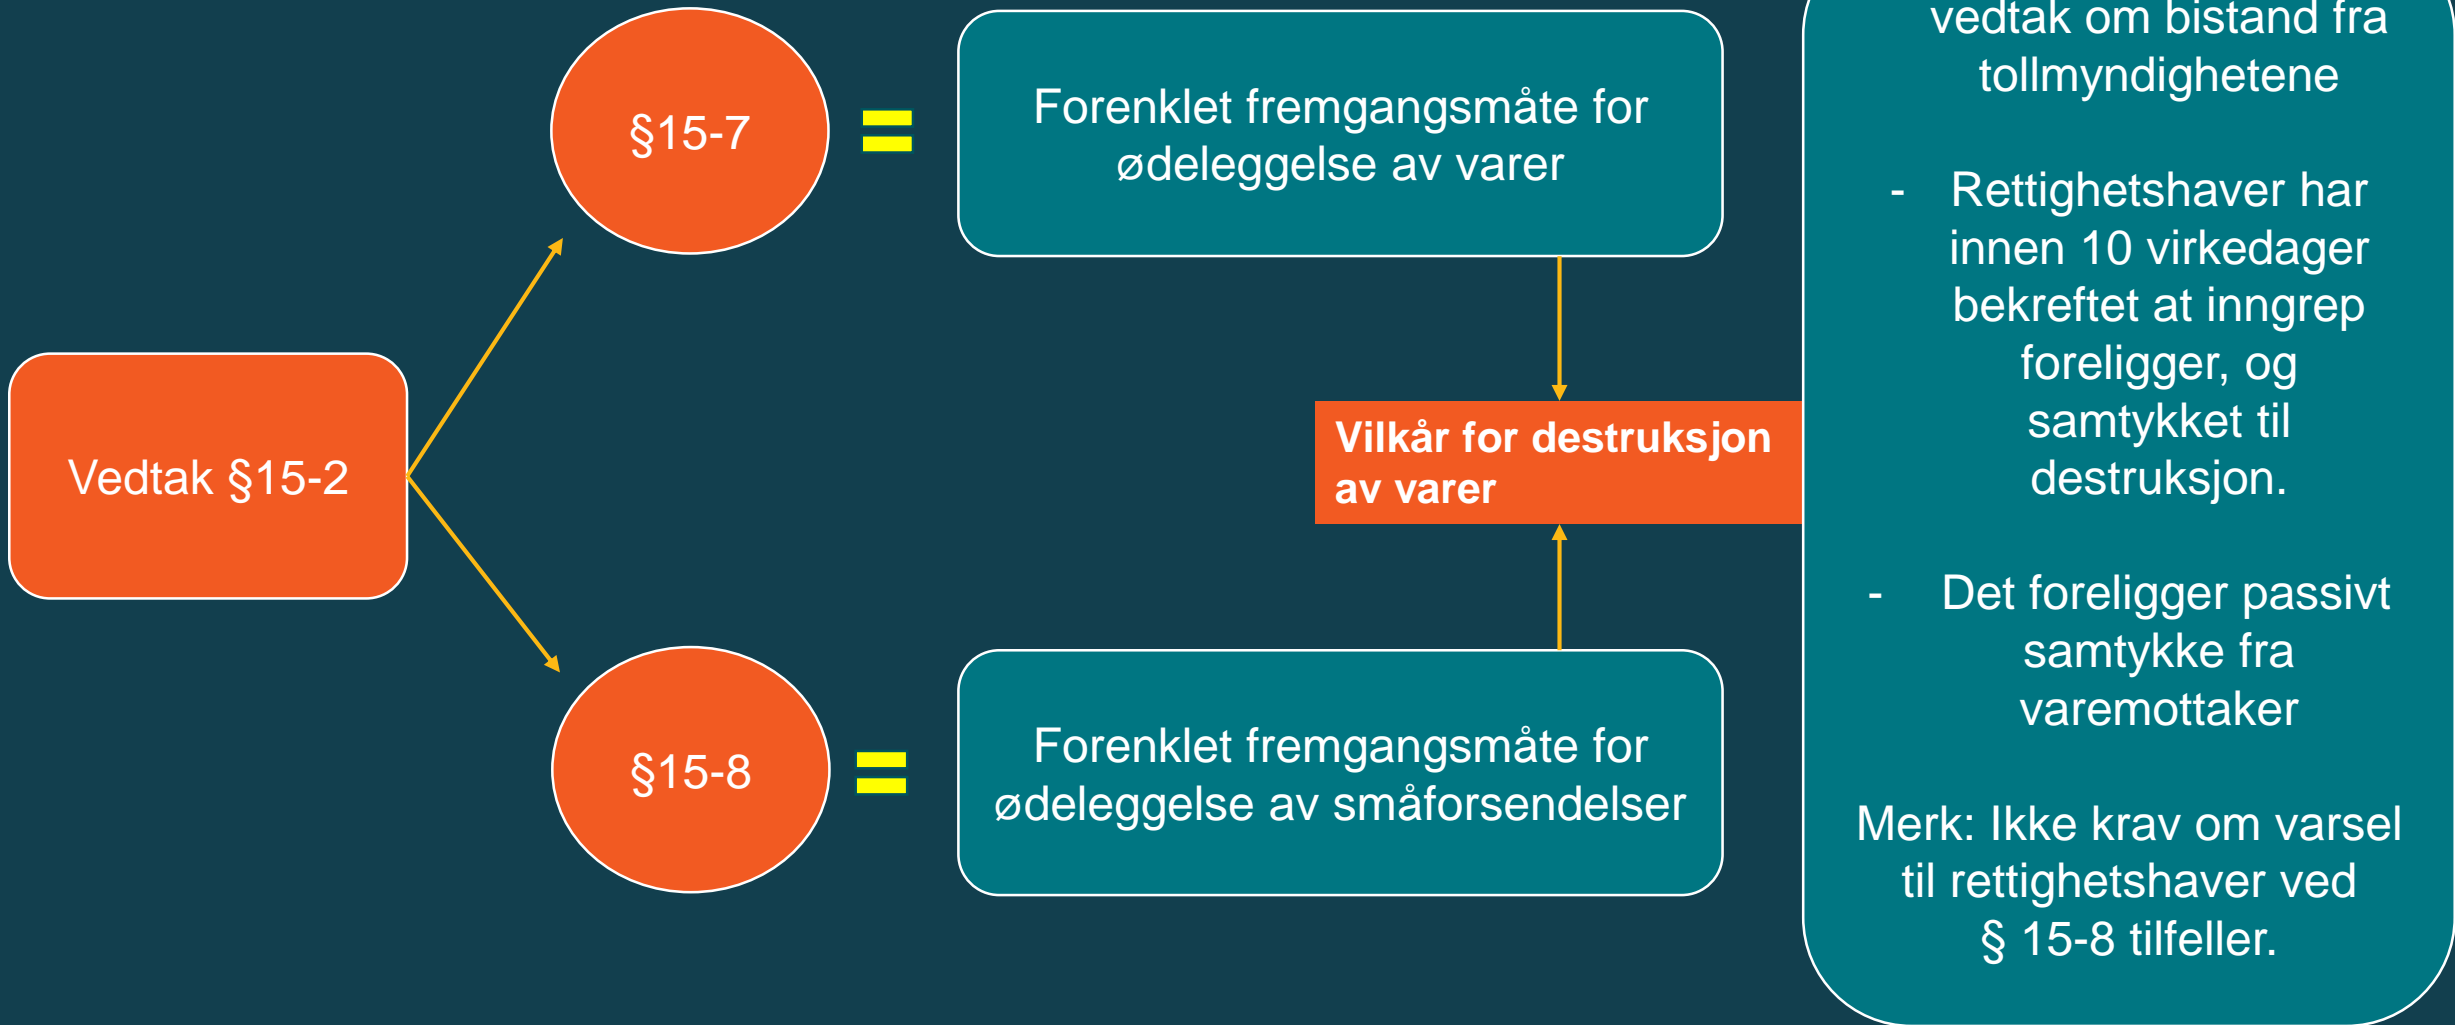 Vedtak §15-2
§15-7
Forenklet fremgangsmåte for
ødeleggelse av varer
§15-8
Forenklet fremgangsmåte for
ødeleggelse av småforsendelser
Vilkår for destruksjon
av varer
vedtak om bistand fra
tollmyndighetene
- Rettighetshaver har
innen 10 virkedager
bekreftet at inngrep
foreligger, og
samtykket til
destruksjon.
- Det foreligger passivt
samtykke fra
varemottaker
Merk: Ikke krav om varsel
til rettighetshaver ved
§ 15-8 tilfeller.